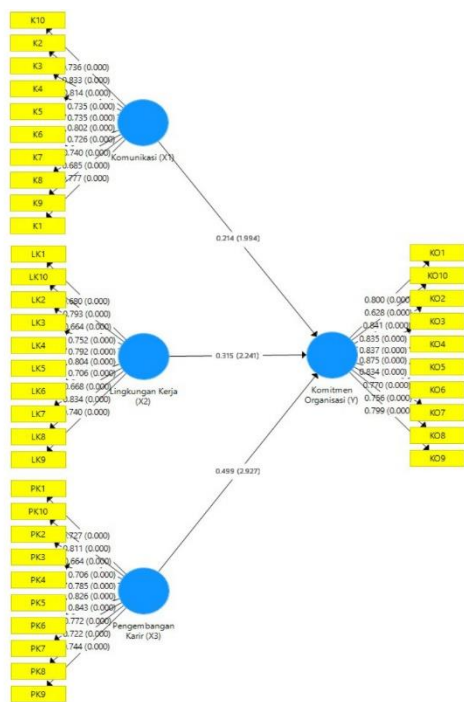 K10
K2
K3
K4
K5
K6
K7
K8
K9
K1
0.736 (0.000)
0.833 (0.000)
0.814 (0.000)
0.735 (0.000)
0.735 (0.000)
0.802 (0.000)
0.726 (0.000)
0.740 (0.000)
0.685 (0.000)
0.777 (0.000)
Komunikasi (X1)
0.214 (1.994)
LK1
LK10
LK2
LK3
LK4
LK5
LK6
LK7
LK8
LK9
0.680 (0.000)
0.793 (0.000)
0.664 (0.000)
0.752 (0.000)
0.792 (0.000)
0.804 (0.000)
0.706 (0.000)
0.668 (0.000)
0.834 (0.000)
0.740 (0.000)
Lingkungan Kerja
(X2)
0.315 (2.241)
Komitmen
Organisasi (Y)
0.800 (0.000)
0.628 (0.000)
0.841 (0.000)
0.835 (0.000)
0.837 (0.000)
0.875 (0.000)
0.834 (0.000)
0.770 (0.000)
0.756 (0.000)
0.799 (0.000)
KO1
KO10
KO2
KO3
KO4
KO5
KO6
KO7
KO8
KO9
0.499 (2.927)
PK1
PK10
PK2
PK3
PK4
PK5
PK6
PK7
PK8
PK9
0.727 (0.000)
0.811 (0.000)
0.664 (0.000)
0.706 (0.000)
0.785 (0.000)
0.826 (0.000)
0.843 (0.000)
0.772 (0.000)
0.722 (0.000)
0.744 (0.000)
Pengembangan
Karir (X3)